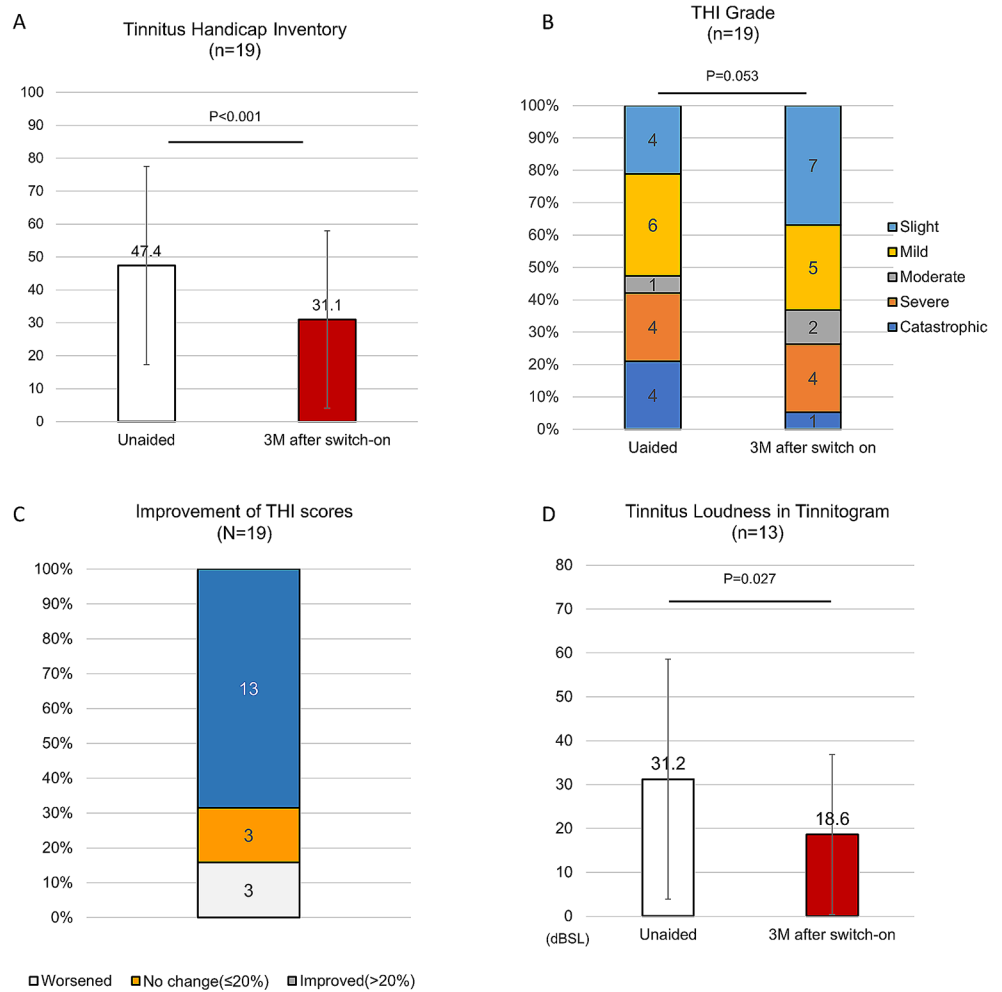 A
Tinnitus Handicap Inventory
(n=19)
100
90
80
70
60
50
40
30
20
10
0
P<0.001
47.4
31.1
Unaided
3M after switch-on
B
THI Grade
(n=19)
P=0.053
100%
90%
80%
70%
60%
50%
40%
30%
20%
10%
0%
4
6
1
4
4
7
5
2
4
1
Uaided
3M after switch on
Slight
Mild
Moderate
Severe
Catastrophic
C
Improvement of THI scores
(N=19)
100%
90%
80%
70%
60%
50%
40%
30%
20%
10%
0%
13
3
3
Worsened
No change(≤20%)
Improved(>20%)
D
Tinnitus Loudness in Tinnitogram
(n=13)
80
70
60
50
40
30
20
10
0
(dBSL)
P=0.027
31.2
18.6
Unaided
3M after switch-on